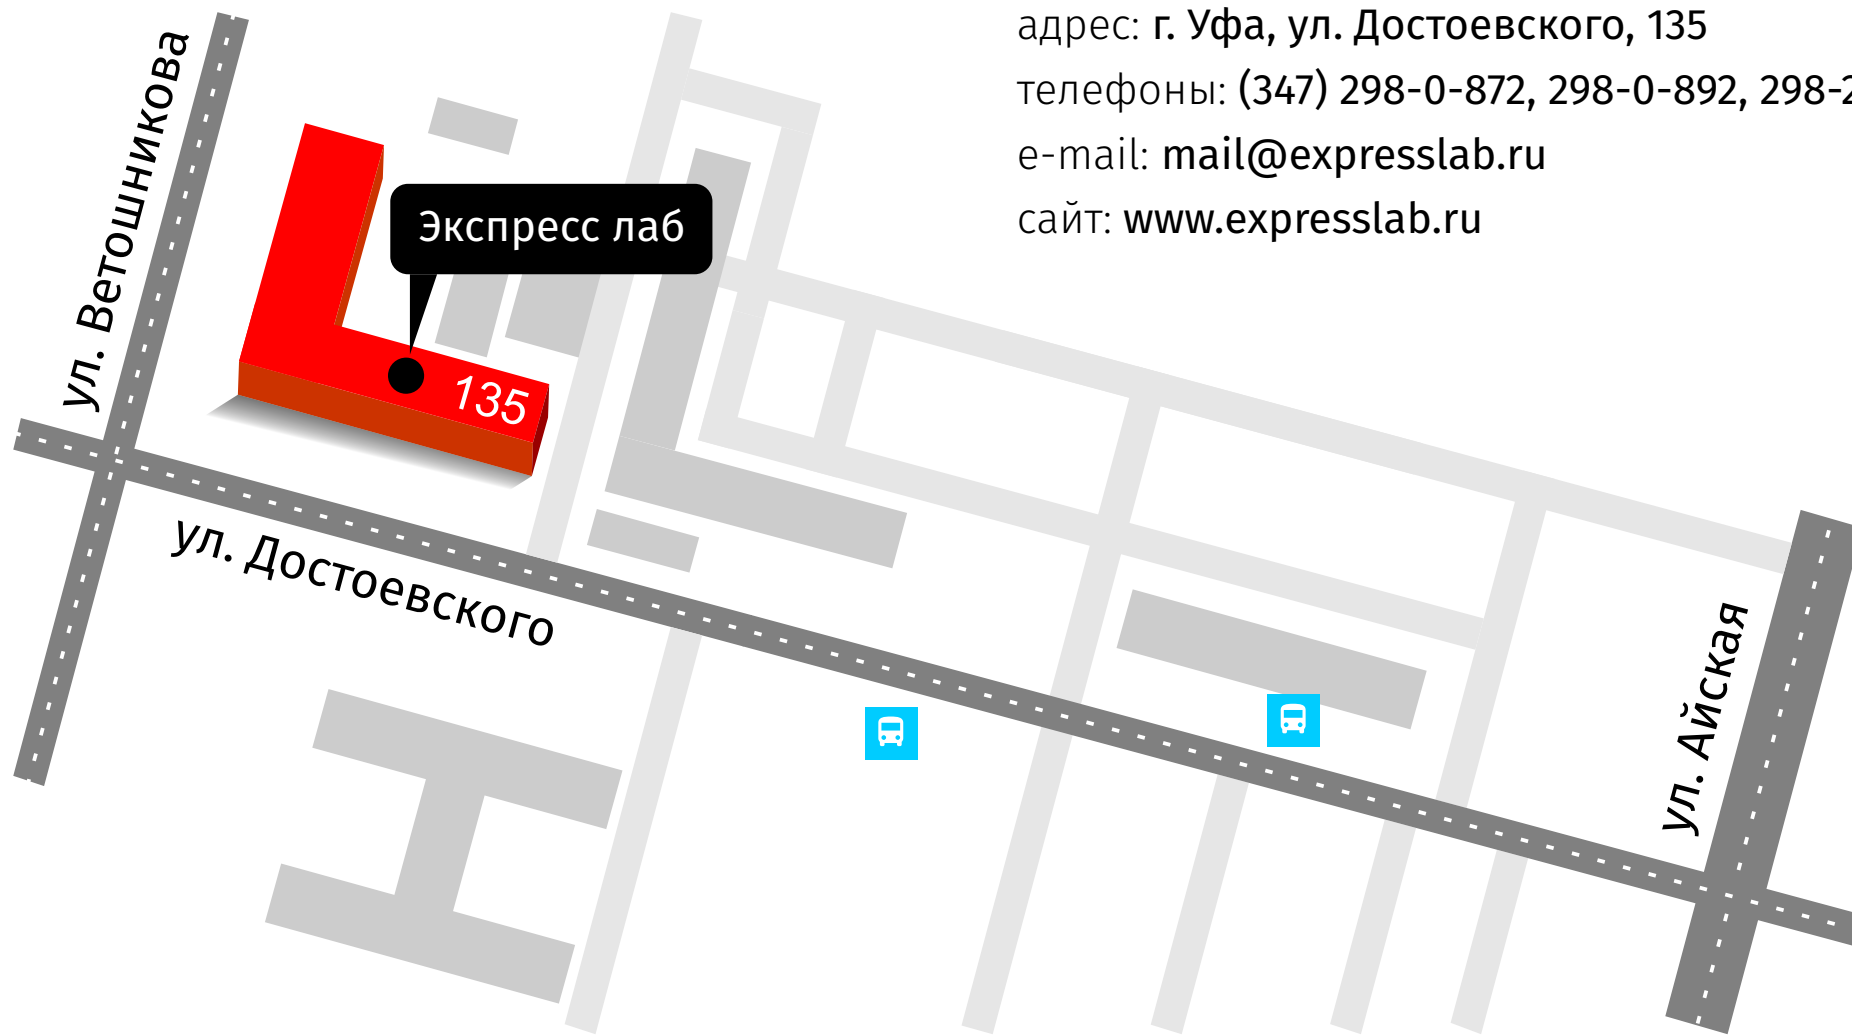 адрес: г. Уфа, ул. Достоевского, 135
телефоны: (347) 298-0-872, 298-0-892, 298-2
e-mail: mail@expresslab.ru
сайт: www.expresslab.ru
ул. Ветошникова
Экспресс лаб
135
ул. Достоевского
ул. Айская